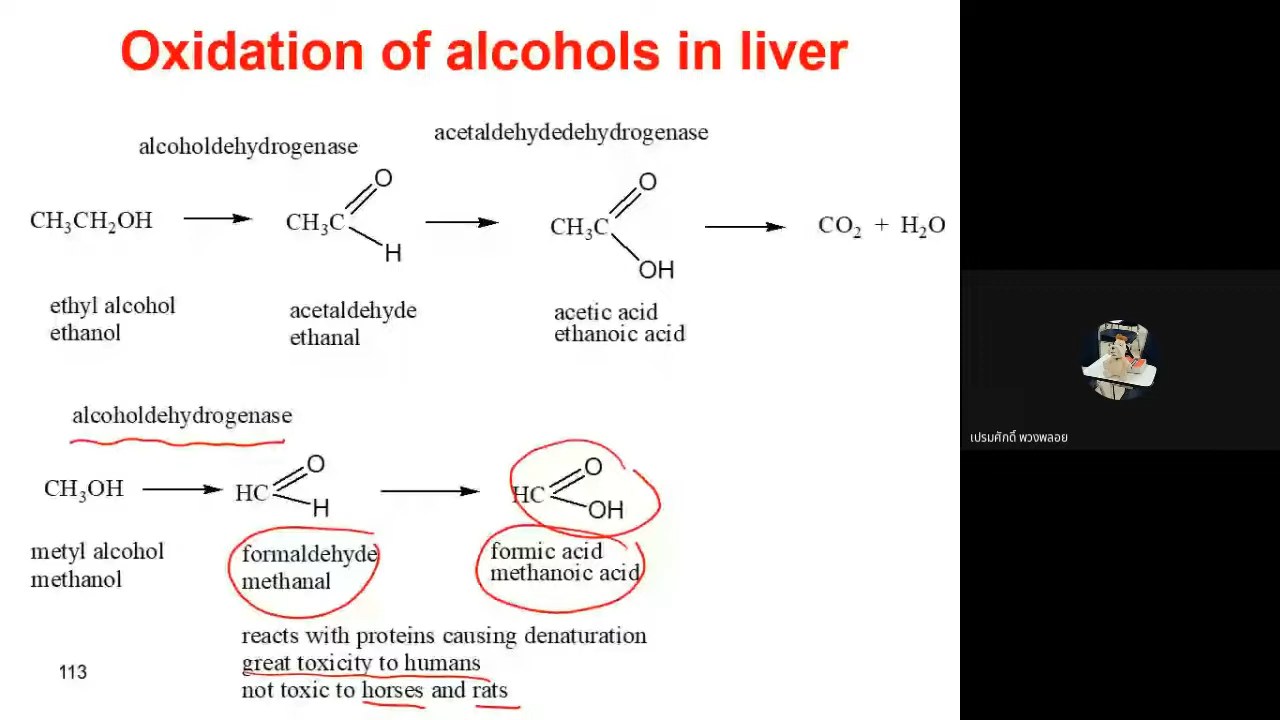 Oxidation of alcohols in liver
alcoholdehydrogenase
acetaldehydedehydrogenase
CH₃CH₂OH
CH₃C
O
H
CH₃C
O
OH
CO₂ + H₂O
ethyl alcohol
ethanol
acetaldehyde
ethanal
acetic acid
ethanoic acid
alcoholdehydrogenase
CH₃OH
HC
O
H
HC
O
OH
metyl alcohol
methanol
formaldehyde
methanal
formic acid
methanoic acid
reacts with proteins causing denaturation
great toxicity to humans
not toxic to horses and rats
113
เปรมศักดิ์ พวงพลอย